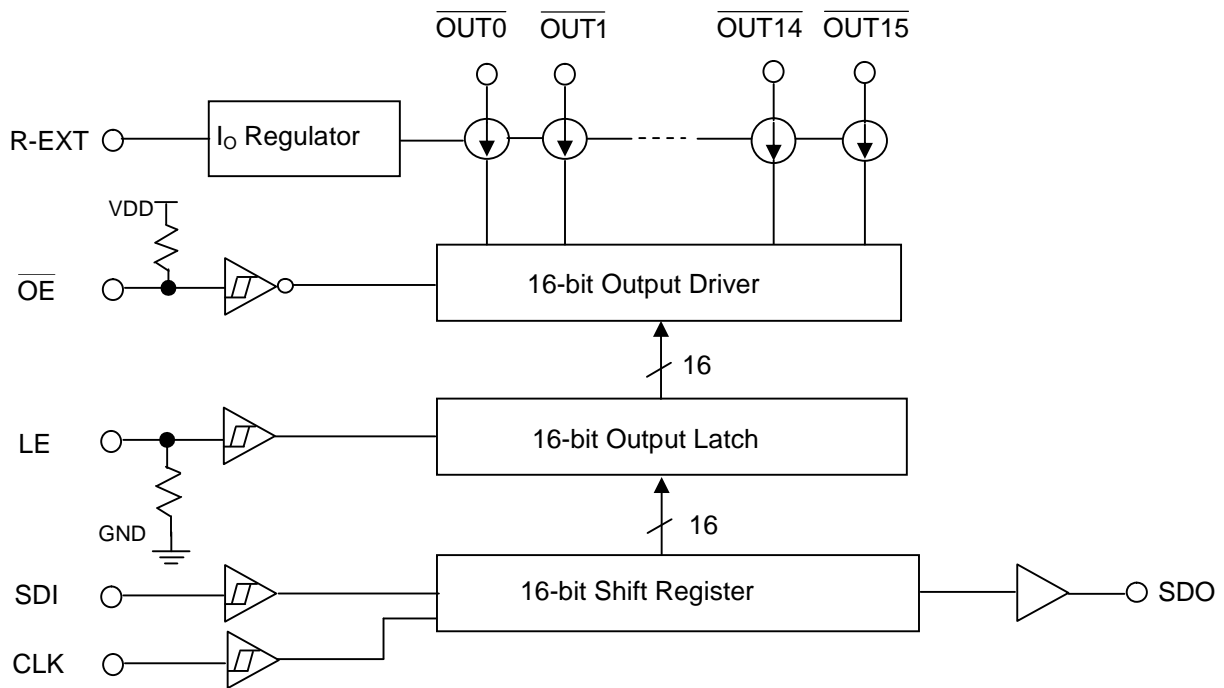 OUT0 OUT1 OUT14 OUT15
R-EXT
IO Regulator
VDD
OE
16-bit Output Driver
16
LE
16-bit Output Latch
GND
16
SDI
16-bit Shift Register
SDO
CLK